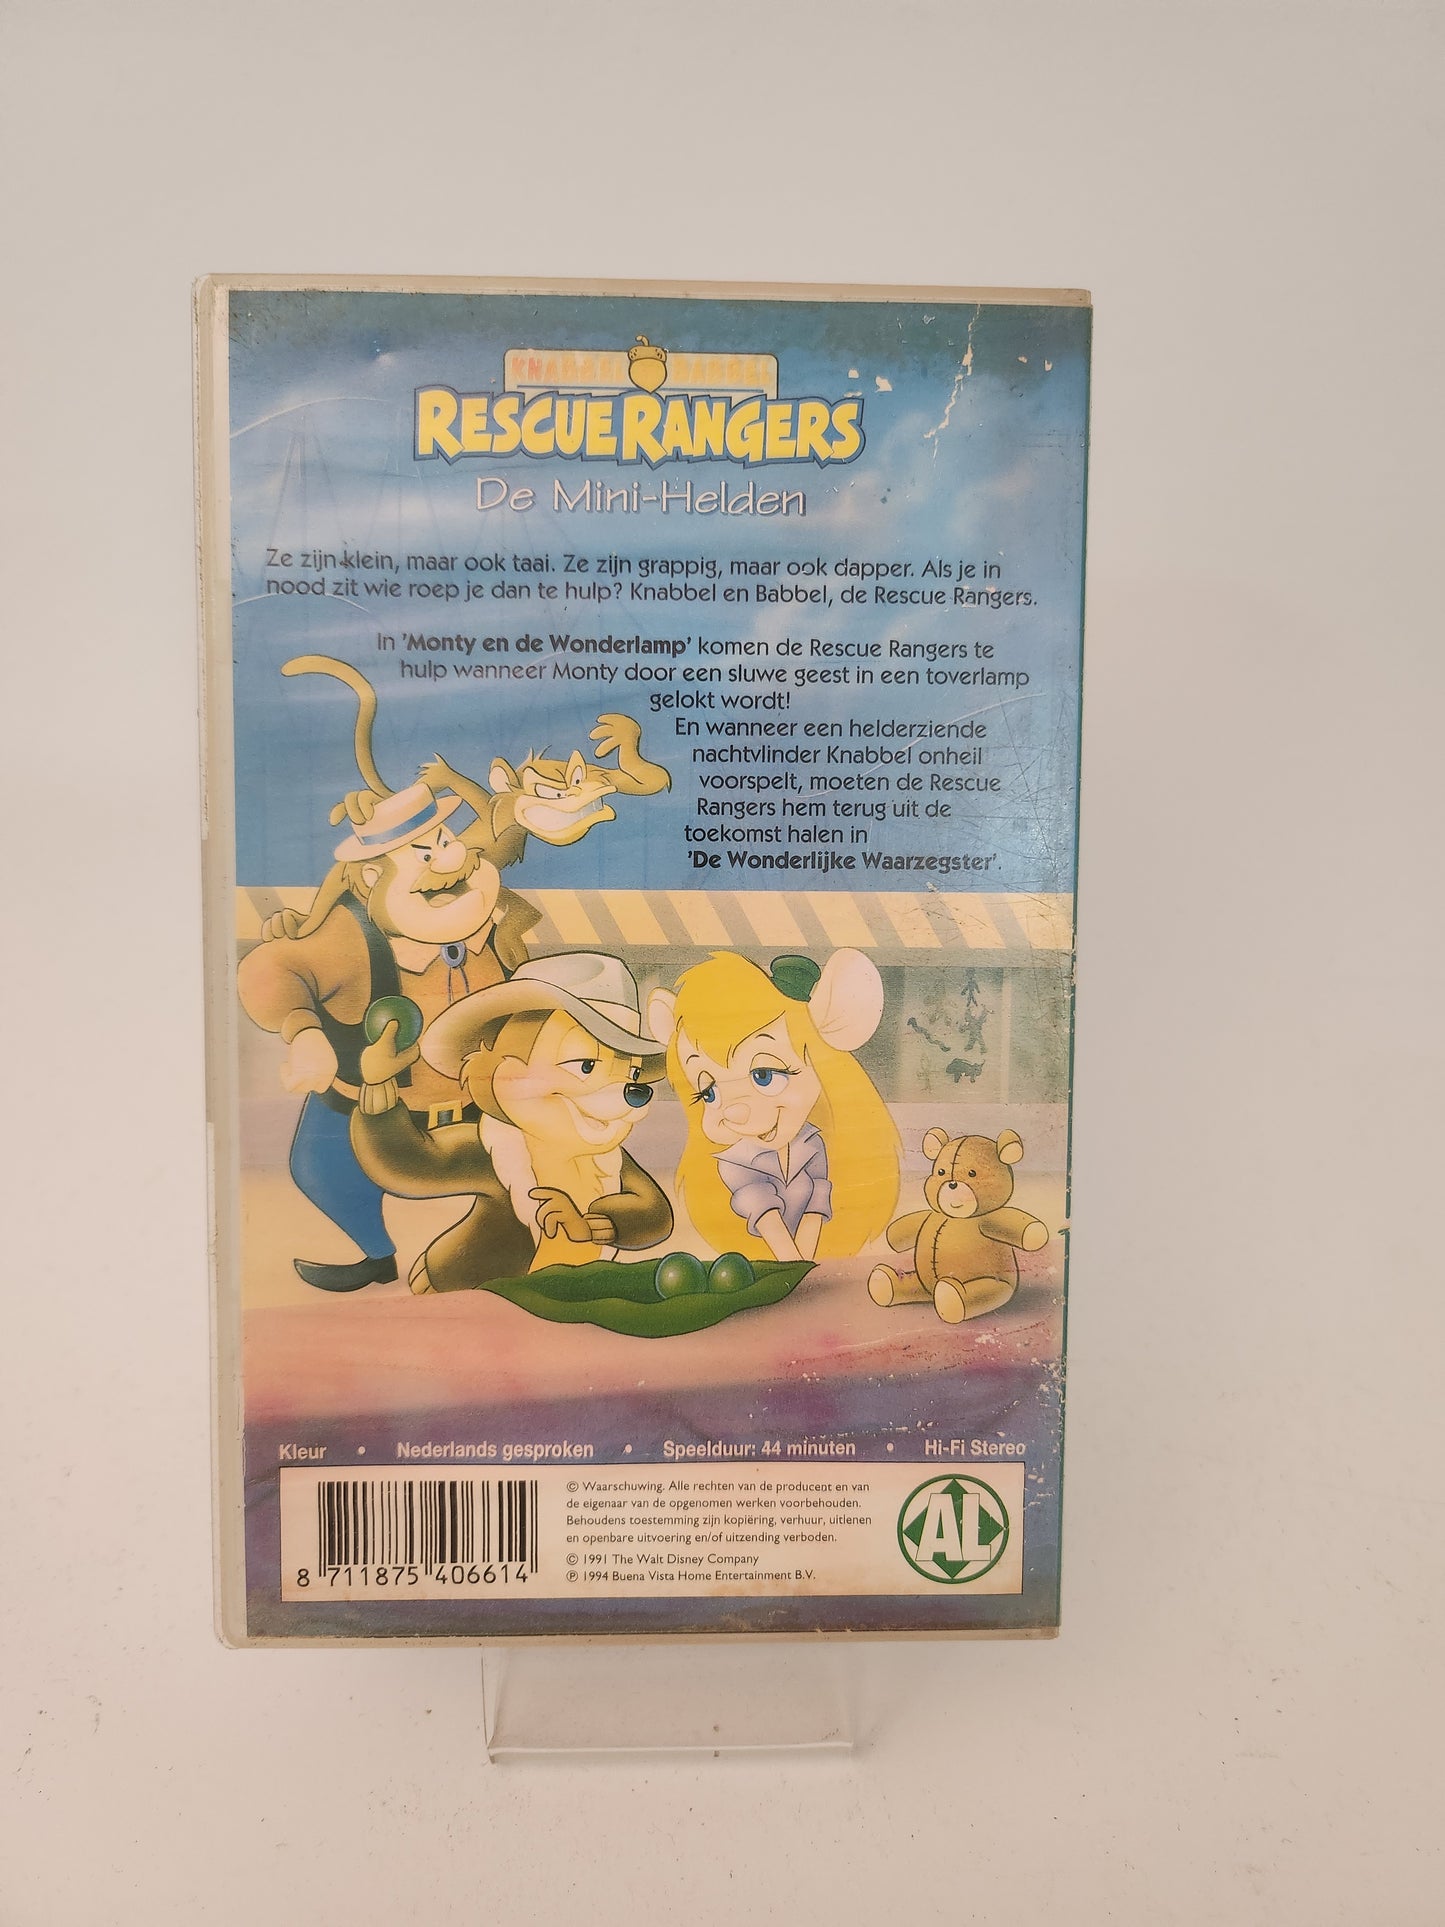 KNABBEL BABBEL
RESCUE RANGERS
De Mini-Helden
Ze zijn klein, maar ook taai. Ze zijn grappig, maar ook dapper. Als je in
nood zit wie roep je dan te hulp? Knabbel en Babbel, de Rescue Rangers.
In 'Monty en de Wonderlamp' komen de Rescue Rangers te
hulp wanneer Monty door een sluwe geest in een toverlamp
gelokt wordt!
En wanneer een helderziende
nachtvlinder Knabbel onheil
voorspelt, moeten de Rescue
Rangers hem terug uit de
toekomst halen in
'De Wonderlijke Waarzegster'.
Kleur • Nederlands gesproken • Speelduur: 44 minuten • Hi-Fi Stereo
© Waarschuwing. Alle rechten van de producent en van
de eigenaar van de opgenomen werken voorbehouden.
Behoudens toestemming zijn kopiëring, verhuur, uitlenen
en openbare uitvoering en/of uitzending verboden.
© 1991 The Walt Disney Company
℗ 1994 Buena Vista Home Entertainment B.V.
8 711875 406614
AL